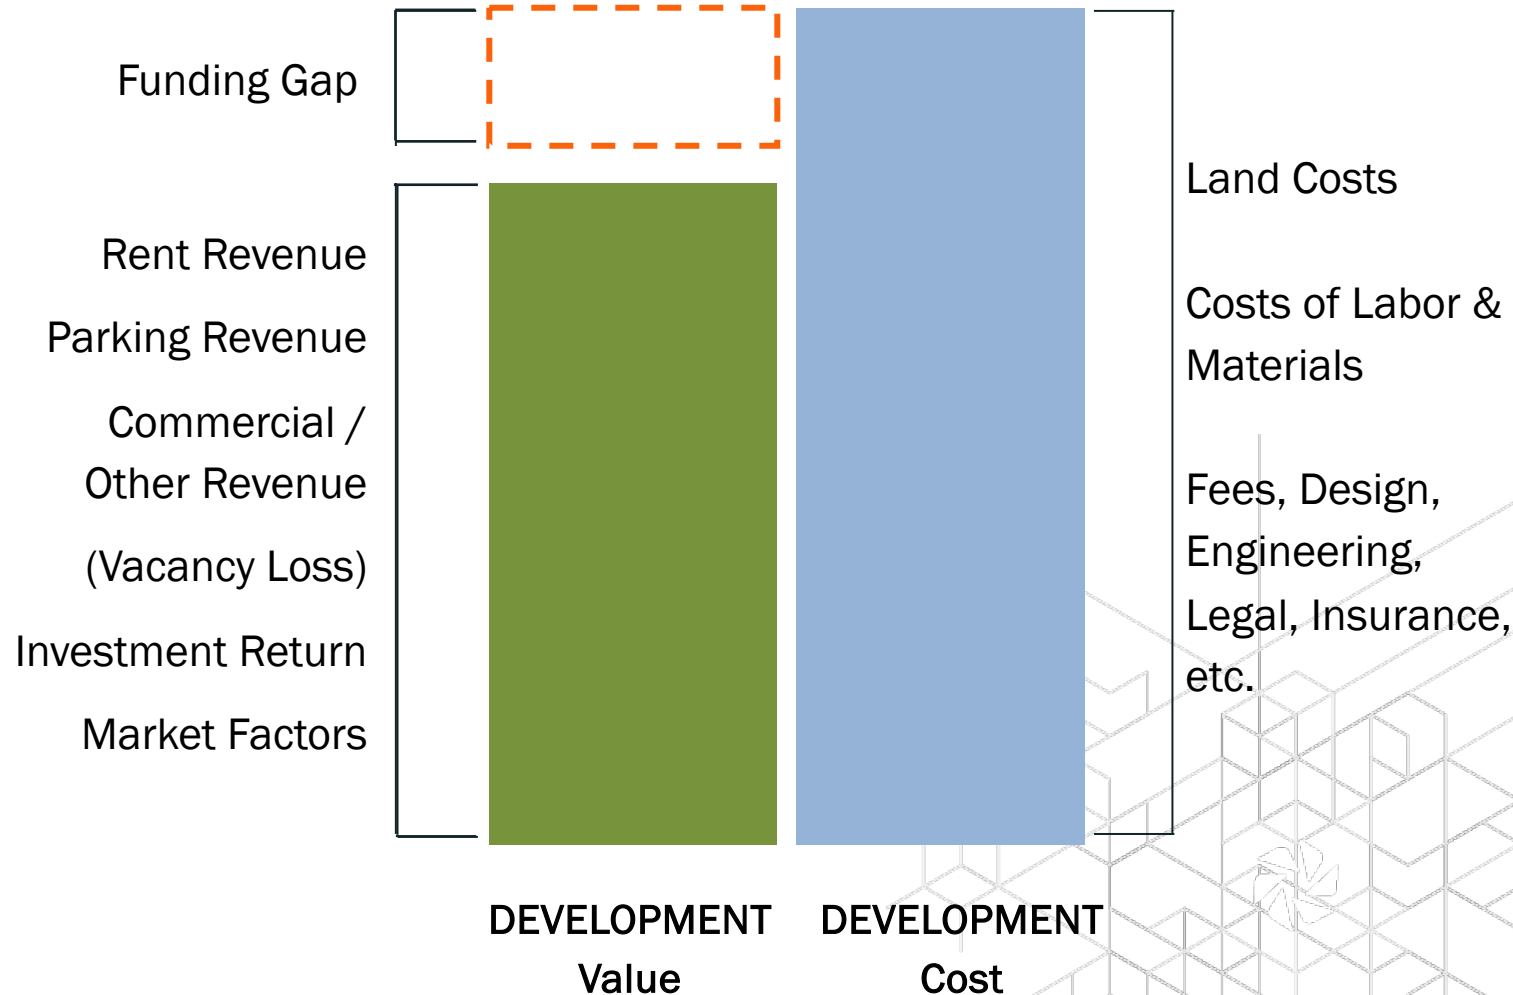 Funding Gap
Rent Revenue
Parking Revenue
Commercial /
Other Revenue
(Vacancy Loss)
Investment Return
Market Factors
Land Costs
Costs of Labor &
Materials
Fees, Design,
Engineering,
Legal, Insurance,
etc.
DEVELOPMENT
Value
DEVELOPMENT
Cost